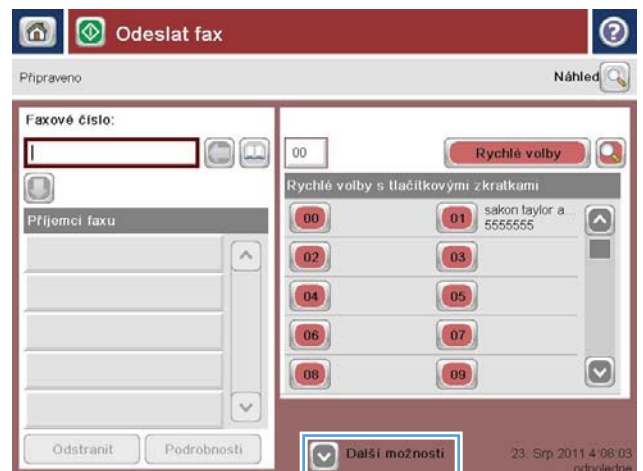 Odeslat fax
Připraveno
Náhled
Faxové číslo:
Příjemci faxu
Odstranit
Podrobnosti
00
Rychlé volby
Rychlé volby s tlačítkovými zkratkami
00
01
sakon taylor a...
5555555
02
03
04
05
06
07
08
09
Další možnosti
23. Srp 2011 4:06:03
odpoledne